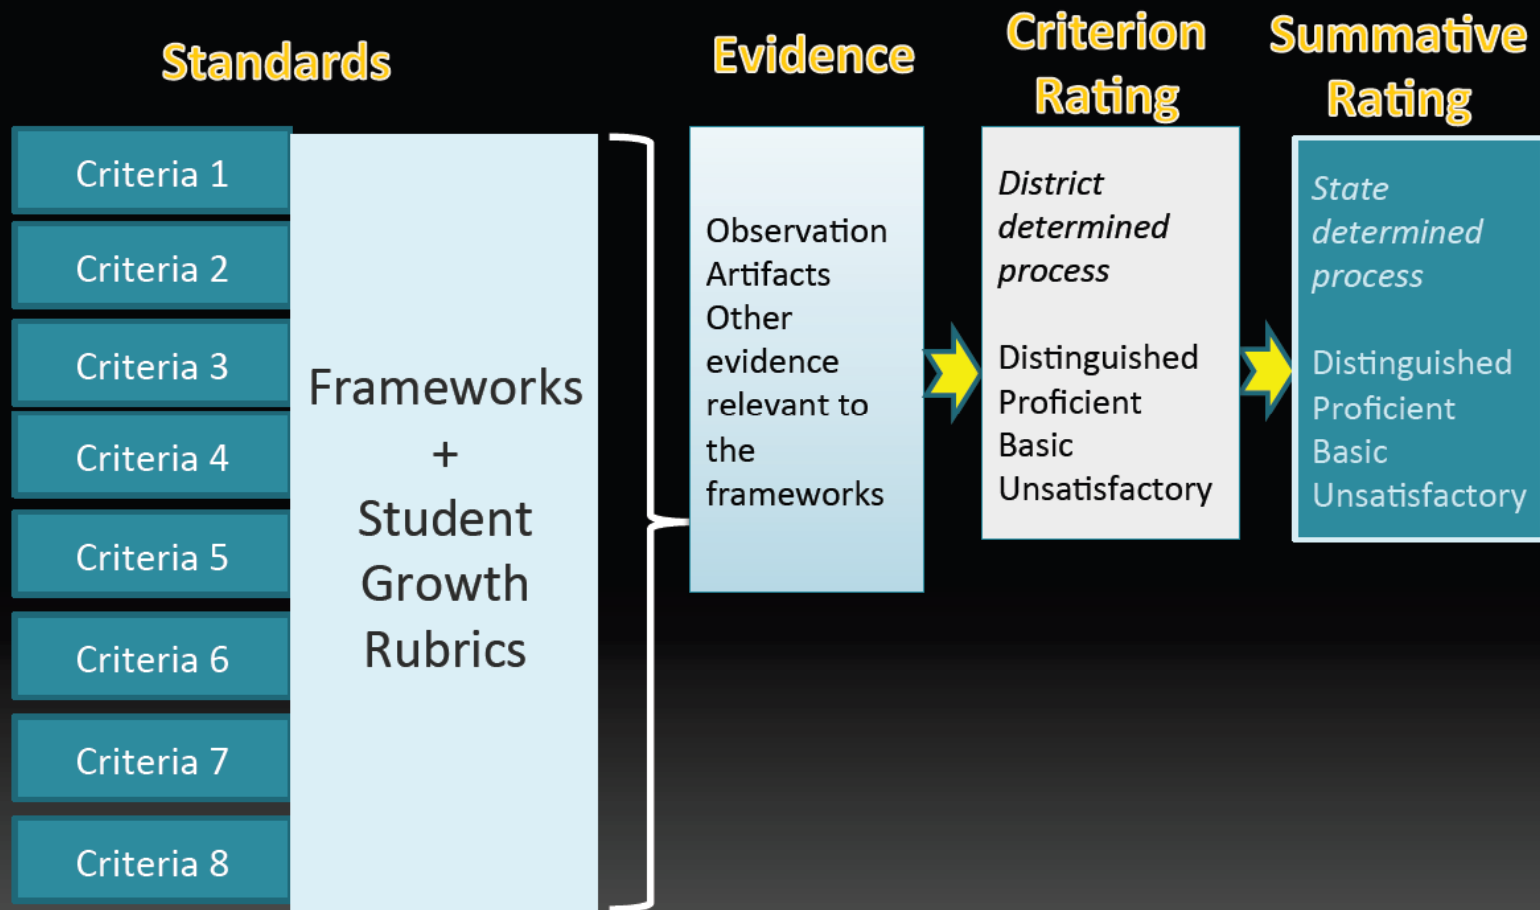 Standards
Criteria 1
Criteria 2
Criteria 3
Criteria 4
Criteria 5
Criteria 6
Criteria 7
Criteria 8
Frameworks
+
Student
Growth
Rubrics
Evidence
Observation
Artifacts
Other
evidence
relevant to
the
frameworks
Criterion
Rating
District
determined
process
Distinguished
Proficient
Basic
Unsatisfactory
Summative
Rating
State
determined
process
Distinguished
Proficient
Basic
Unsatisfactory